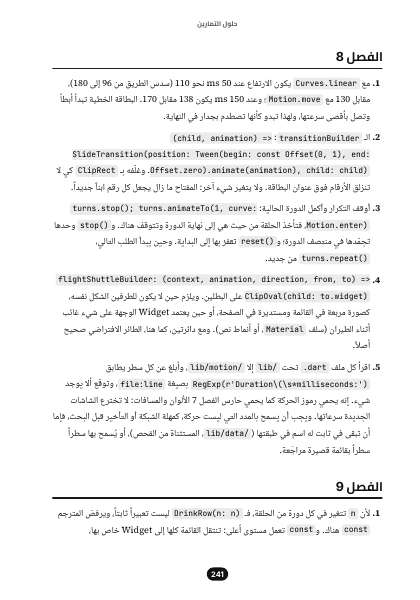 حلول التمارين
الفصل 8
1. مع Curves.linear يكون الارتفاع عند 50 ms نحو 110 (سدس الطريق من 96 إلى 180)،
مقابل 130 مع Motion.move؛ وعند 150 ms يكون 138 مقابل 170. البطاقة الخطية تبدأ أبطأ
وتصل بأقصى سرعتها، ولهذا تبدو كأنها تصطدم بجدار في النهاية.
2. الـ transitionBuilder: (child, animation) =>
SlideTransition(position: Tween(begin: const Offset(0, 1), end:
Offset.zero).animate(animation), child: child). وغلّفه بـ ClipRect كي لا
تنزلق الأرقام فوق عنوان البطاقة. ولا يتغير شيء آخر: المفتاح ما زال يجعل كل رقم ابناً جديداً.
3. أوقف التكرار وأكمل الدورة الحالية: turns.stop(); turns.animateTo(1, curve:
Motion.enter)، فتأخذ الحلقة من حيث هي إلى نهاية الدورة وتتوقف هناك. و stop() وحدها
تجمّدها في منتصف الدورة؛ و reset() تقفز بها إلى البداية. وحين يبدأ الطلب التالي،
turns.repeat() من جديد.
4. flightShuttleBuilder: (context, animation, direction, from, to) =>
ClipOval(child: to.widget) على البطلين. ويلزم حين لا يكون للطرفين الشكل نفسه،
كصورة مربعة في القائمة ومستديرة في الصفحة، أو حين يعتمد Widget الوجهة على شيء غائب
أثناء الطيران (سلف Material، أو أنماط نص). ومع دائرتين، كما هنا، الطائر الافتراضي صحيح
أصلاً.
5. اقرأ كل ملف .dart تحت lib/ إلا lib/motion/، وأبلغ عن كل سطر يطابق
RegExp(r'Duration\(\s*milliseconds:') بصيغة file:line، وتوقع ألا يوجد
شيء. إنه يحمي رموز الحركة كما يحمي حارس الفصل 7 الألوان والمسافات: لا تخترع الشاشات
الجديدة سرعاتها. ويجب أن يسمح بالمدد التي ليست حركة، كمهلة الشبكة أو التأخير قبل البحث، فإما
أن تبقى في ثابت له اسم في طبقتها (lib/data/، المستثناة من الفحص)، أو يُسمح بها سطراً
سطراً بقائمة قصيرة مراجَعة.
الفصل 9
1. لأن n تتغير في كل دورة من الحلقة، فـ DrinkRow(n: n) ليست تعبيراً ثابتاً، ويرفض المترجم
const هناك. و const تعمل مستوى أعلى: تنتقل القائمة كلها إلى Widget خاص بها،
241